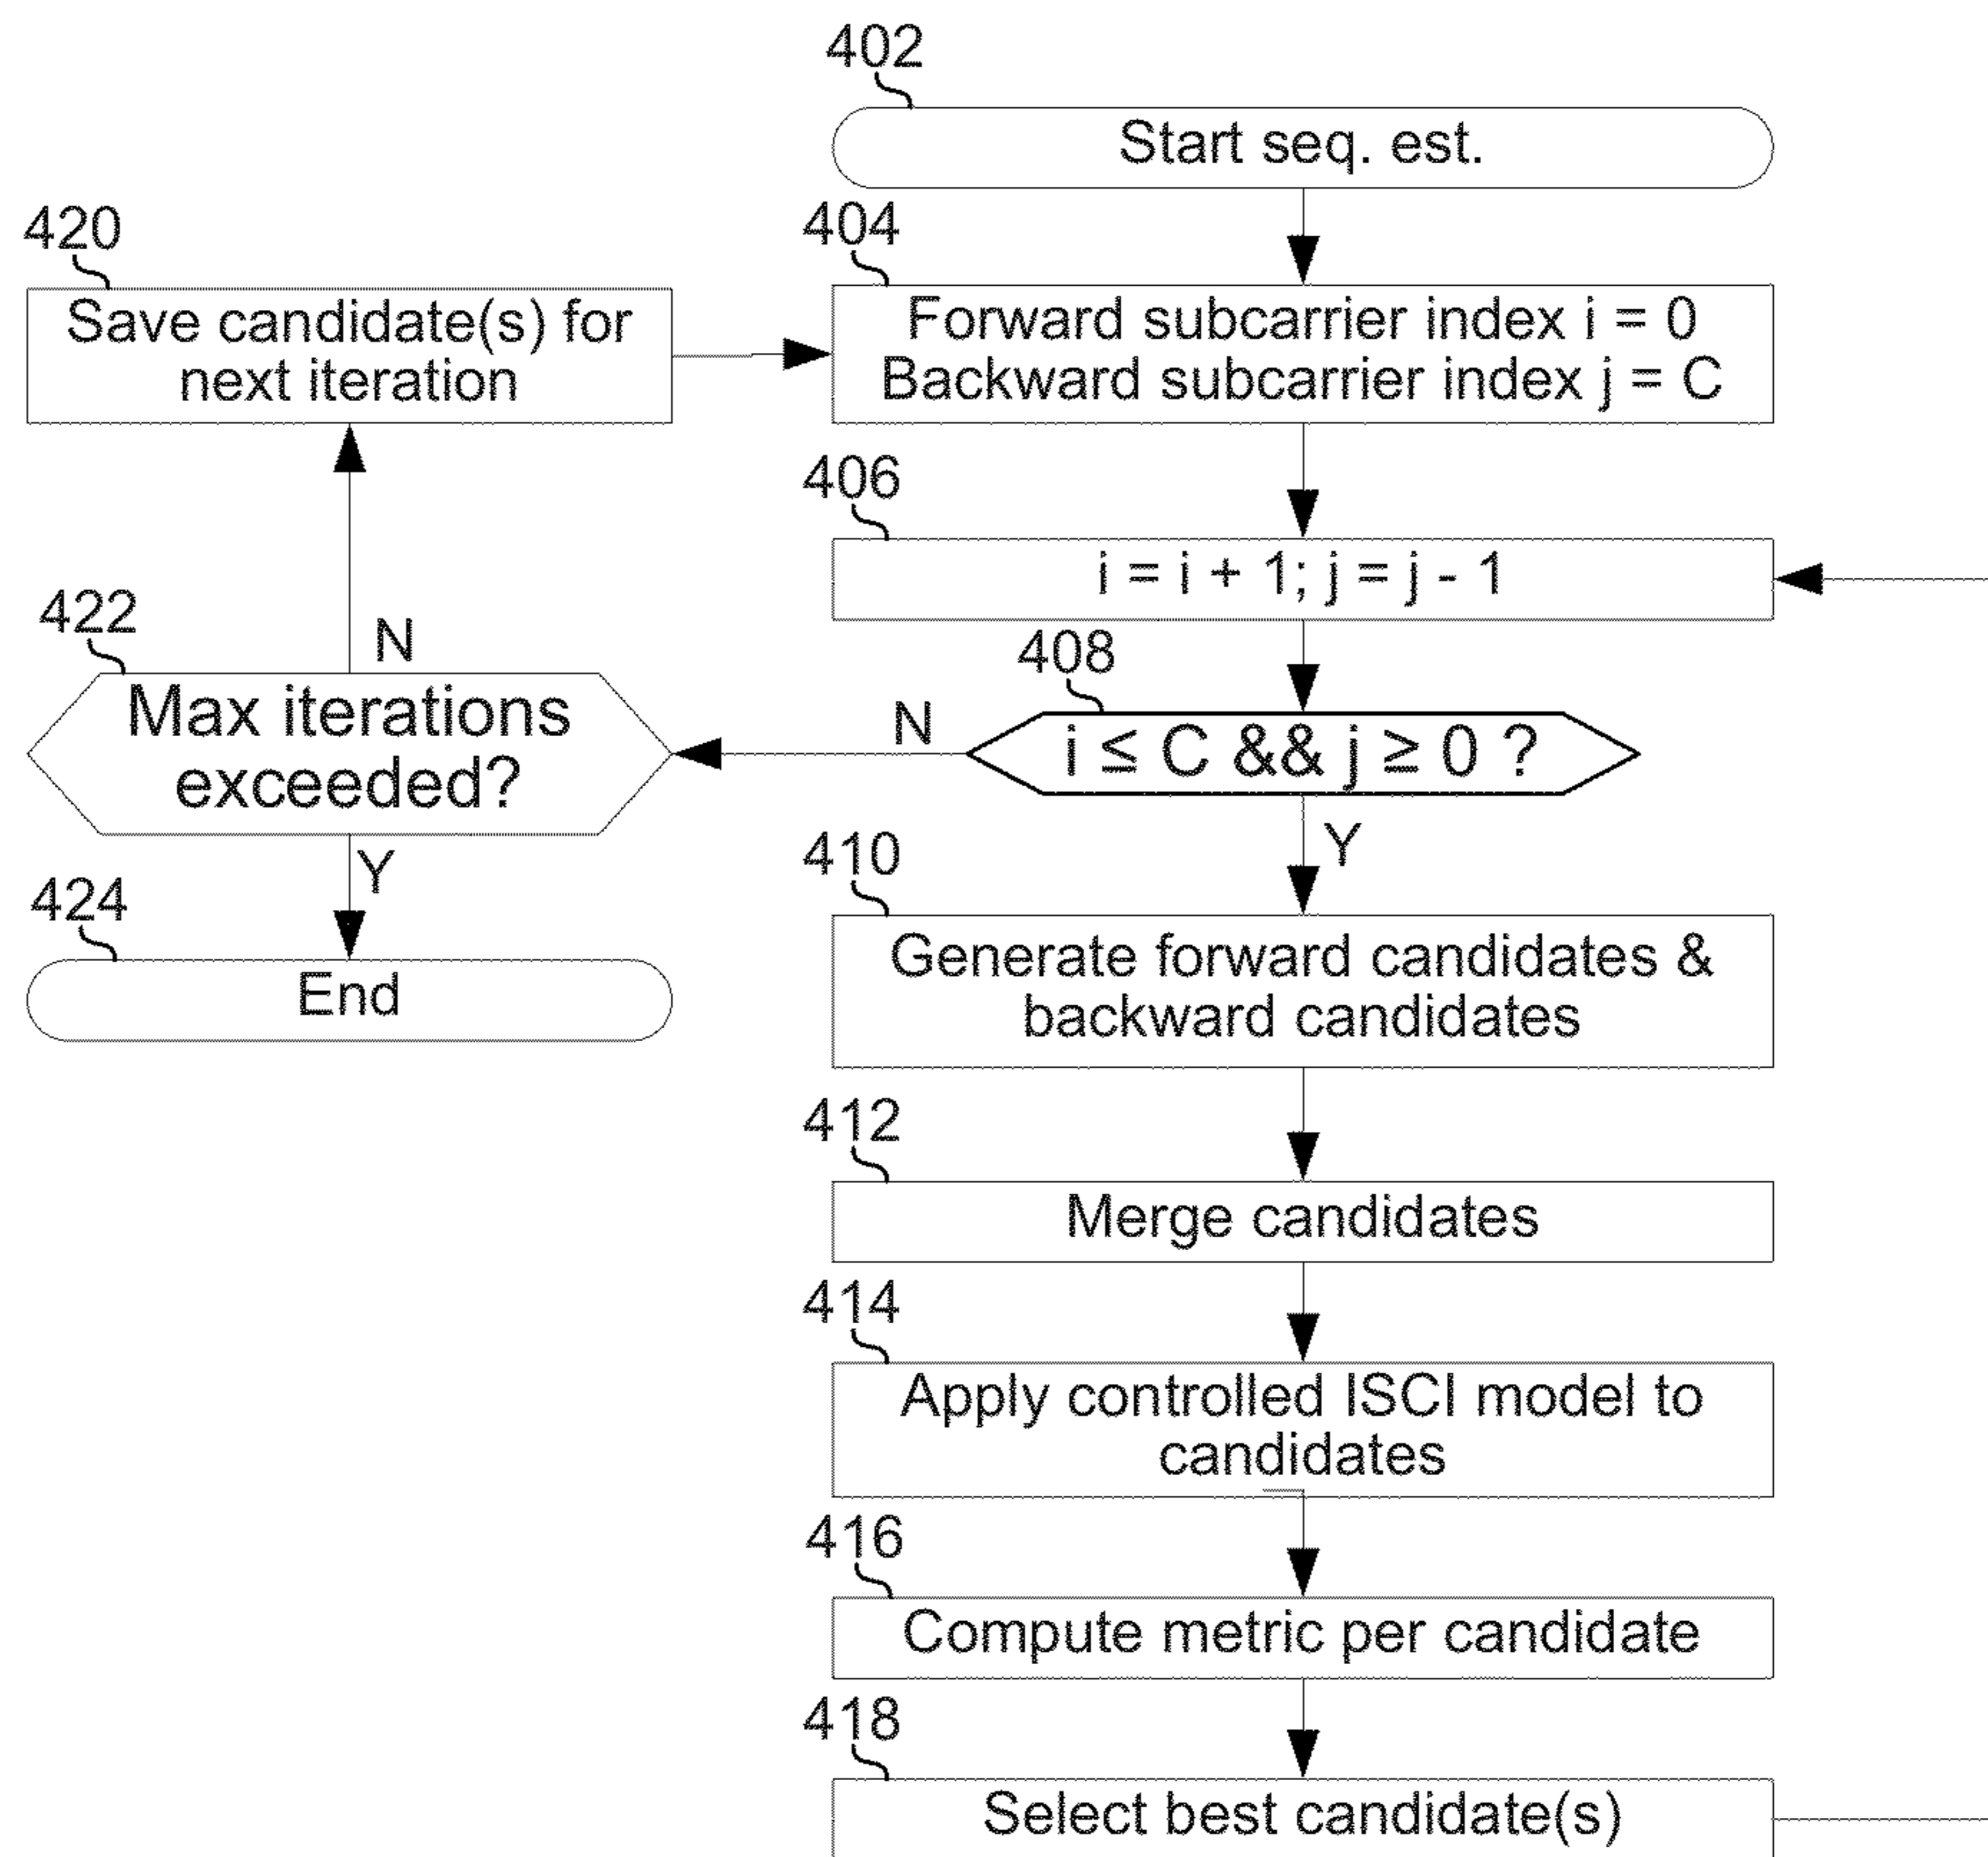 402
Start seq. est.
404
Forward subcarrier index i = 0
Backward subcarrier index j = C
406
i = i + 1; j = j - 1
408
i ≤ C && j ≥ 0 ?
N
Y
410
Generate forward candidates &
backward candidates
412
Merge candidates
414
Apply controlled ISCI model to
candidates
416
Compute metric per candidate
418
Select best candidate(s)
420
Save candidate(s) for
next iteration
422
N
Max iterations
exceeded?
Y
424
End